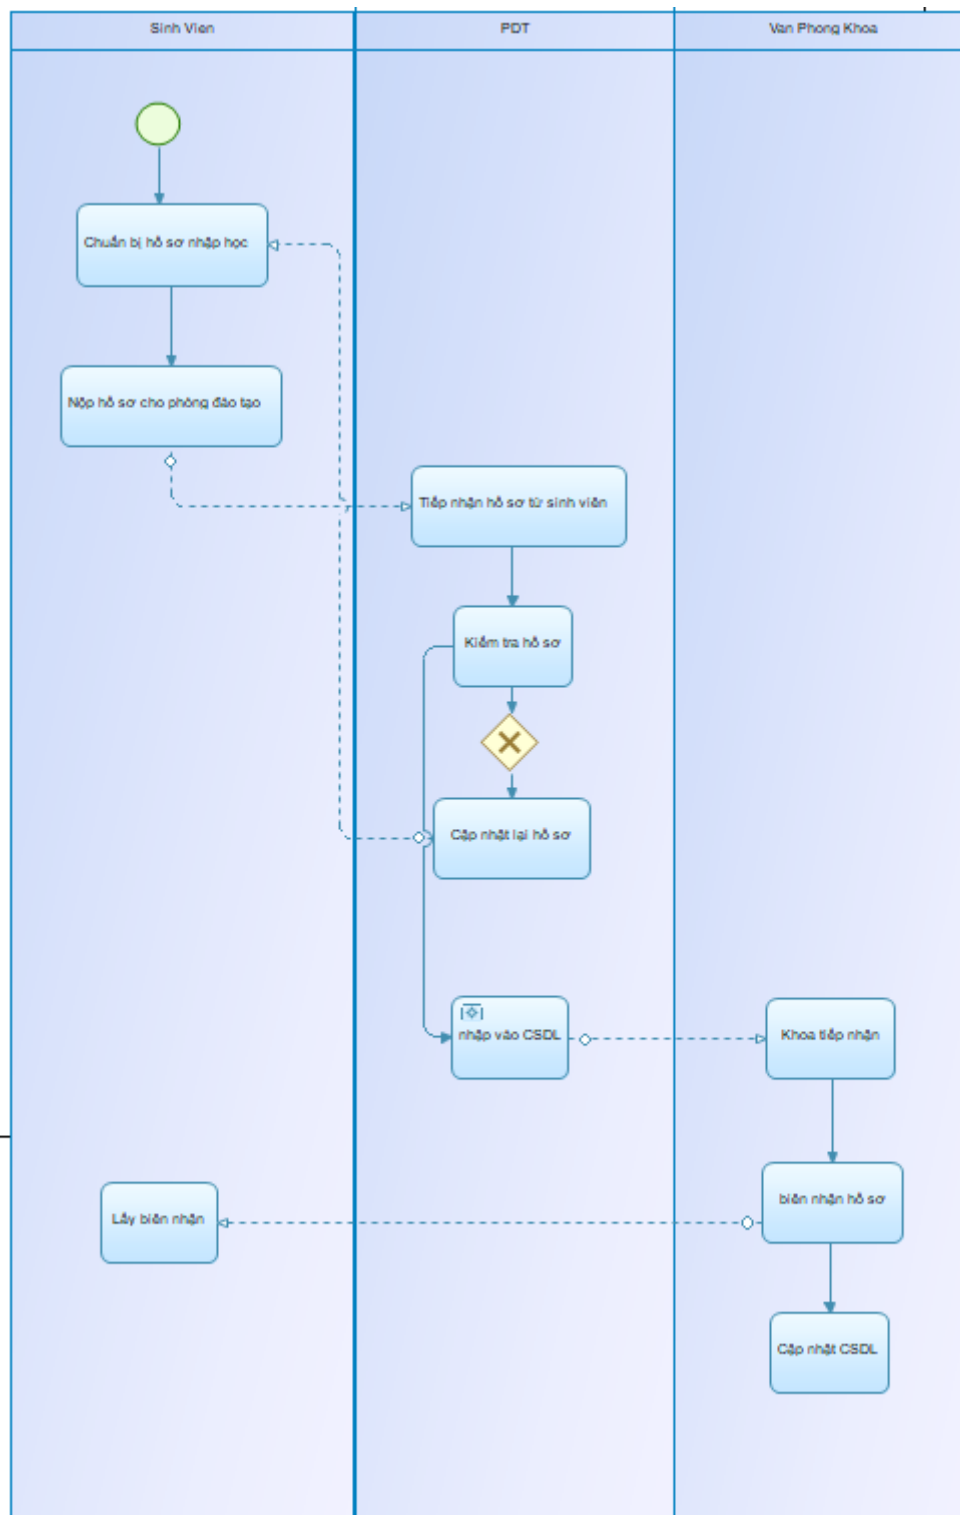 Sinh Vien
PDT
Van Phong Khoa
Chuẩn bị hồ sơ nhập học
Nộp hồ sơ cho phòng đào tạo
Tiếp nhận hồ sơ từ sinh viên
Kiểm tra hồ sơ
Cập nhật lại hồ sơ
nhập vào CSDL
Khoa tiếp nhận
biên nhận hồ sơ
Lấy biên nhận
Cập nhật CSDL